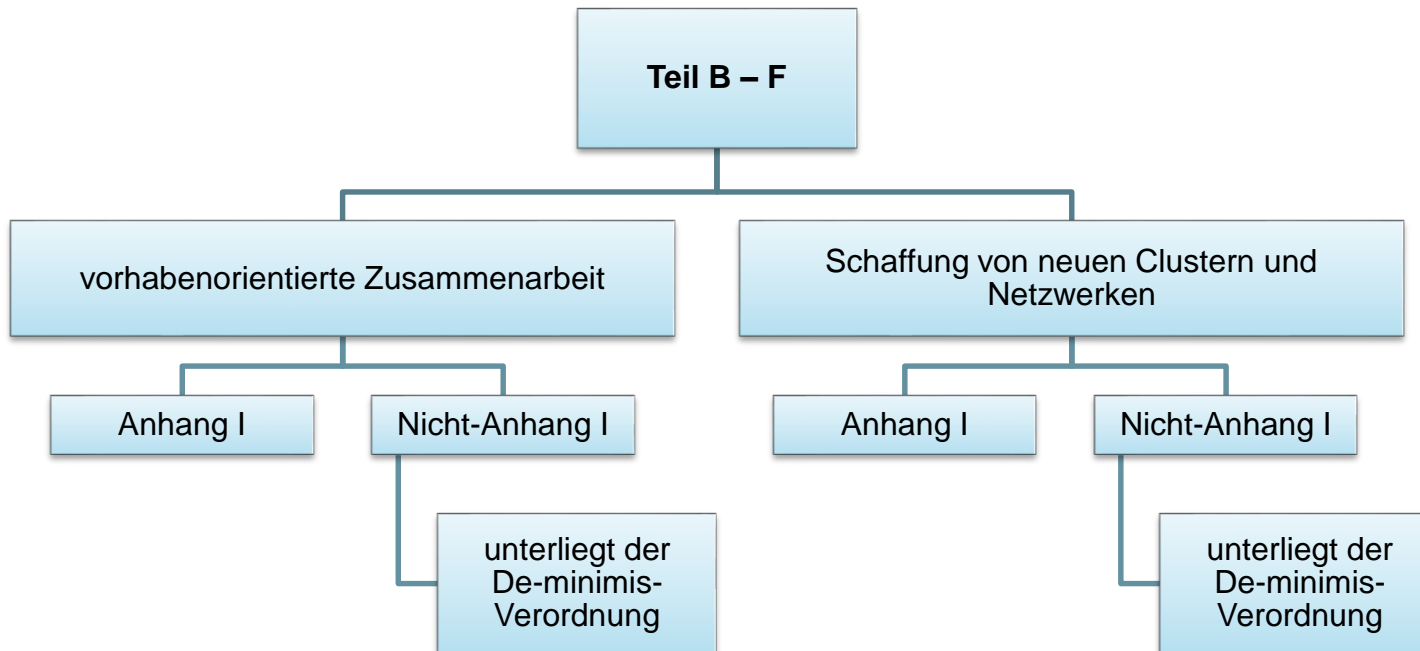 Teil B – F
vorhabenorientierte Zusammenarbeit
Schaffung von neuen Clustern und
Netzwerken
Anhang I
Nicht-Anhang I
Anhang I
Nicht-Anhang I
unterliegt der
De-minimis-
Verordnung
unterliegt der
De-minimis-
Verordnung